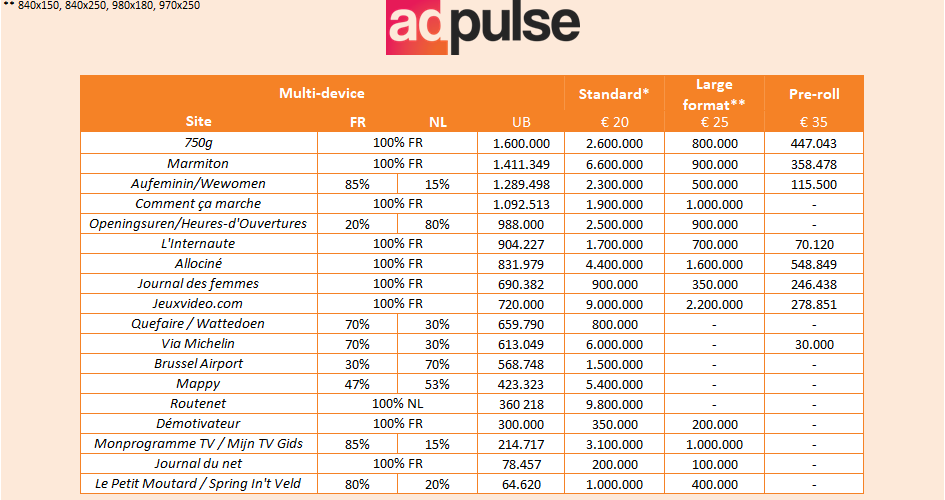 ** 840x150, 840x250, 980x180, 970x250
adpulse
Multi-device Standard* Large format** Pre-roll
Site FR NL UB € 20 € 25 € 35
750g 100% FR 1.600.000 2.600.000 800.000 447.043
Marmiton 100% FR 1.411.349 6.600.000 900.000 358.478
Aufeminin/Wewomen 85% 15% 1.289.498 2.300.000 500.000 115.500
Comment ça marche 100% FR 1.092.513 1.900.000 1.000.000 -
Openingsuren/Heures-d'Ouvertures 20% 80% 988.000 2.500.000 900.000 -
L'Internaute 100% FR 904.227 1.700.000 700.000 70.120
Allociné 100% FR 831.979 4.400.000 1.600.000 548.849
Journal des femmes 100% FR 690.382 900.000 350.000 246.438
Jeuxvideo.com 100% FR 720.000 9.000.000 2.200.000 278.851
Quefaire / Wattedoen 70% 30% 659.790 800.000 - -
Via Michelin 70% 30% 613.049 6.000.000 - 30.000
Brussel Airport 30% 70% 568.748 1.500.000 - -
Mappy 47% 53% 423.323 5.400.000 - -
Routenet 100% NL 360 218 9.800.000 - -
Démotivateur 100% FR 300.000 350.000 200.000 -
Monprogramme TV / Mijn TV Gids 85% 15% 214.717 3.100.000 1.000.000 -
Journal du net 100% FR 78.457 200.000 100.000 -
Le Petit Moutard / Spring In't Veld 80% 20% 64.620 1.000.000 400.000 -